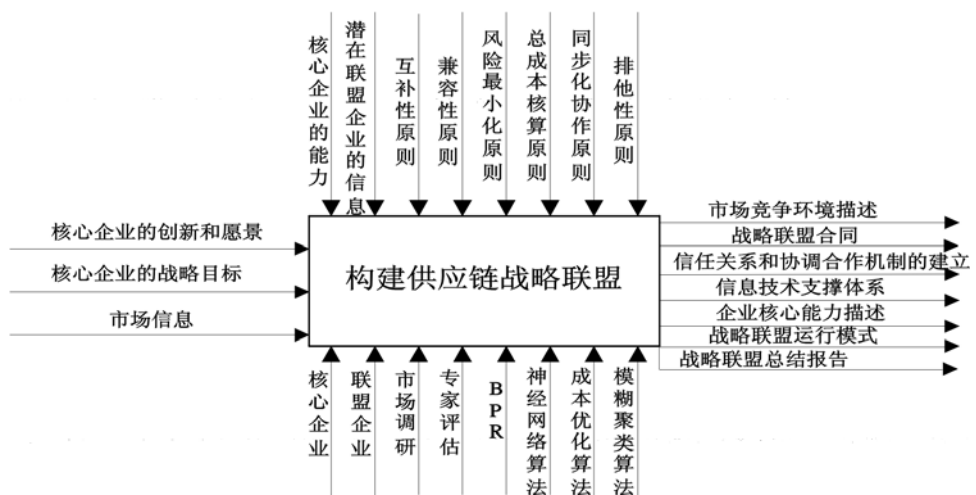 核心企业的能力
潜在联盟企业的信息
互补性原则
兼容性原则
风险最小化原则
总成本核算原则
同步化协作原则
排他性原则
核心企业的创新和愿景
核心企业的战略目标
市场信息
构建供应链战略联盟
市场竞争环境描述
战略联盟合同
信任关系和协调合作机制的建立
信息技术支撑体系
企业核心能力描述
战略联盟运行模式
战略联盟总结报告
核心企业
联盟企业
市场调研
专家评估
BPR
神经网络算法
成本优化算法
模糊聚类算法